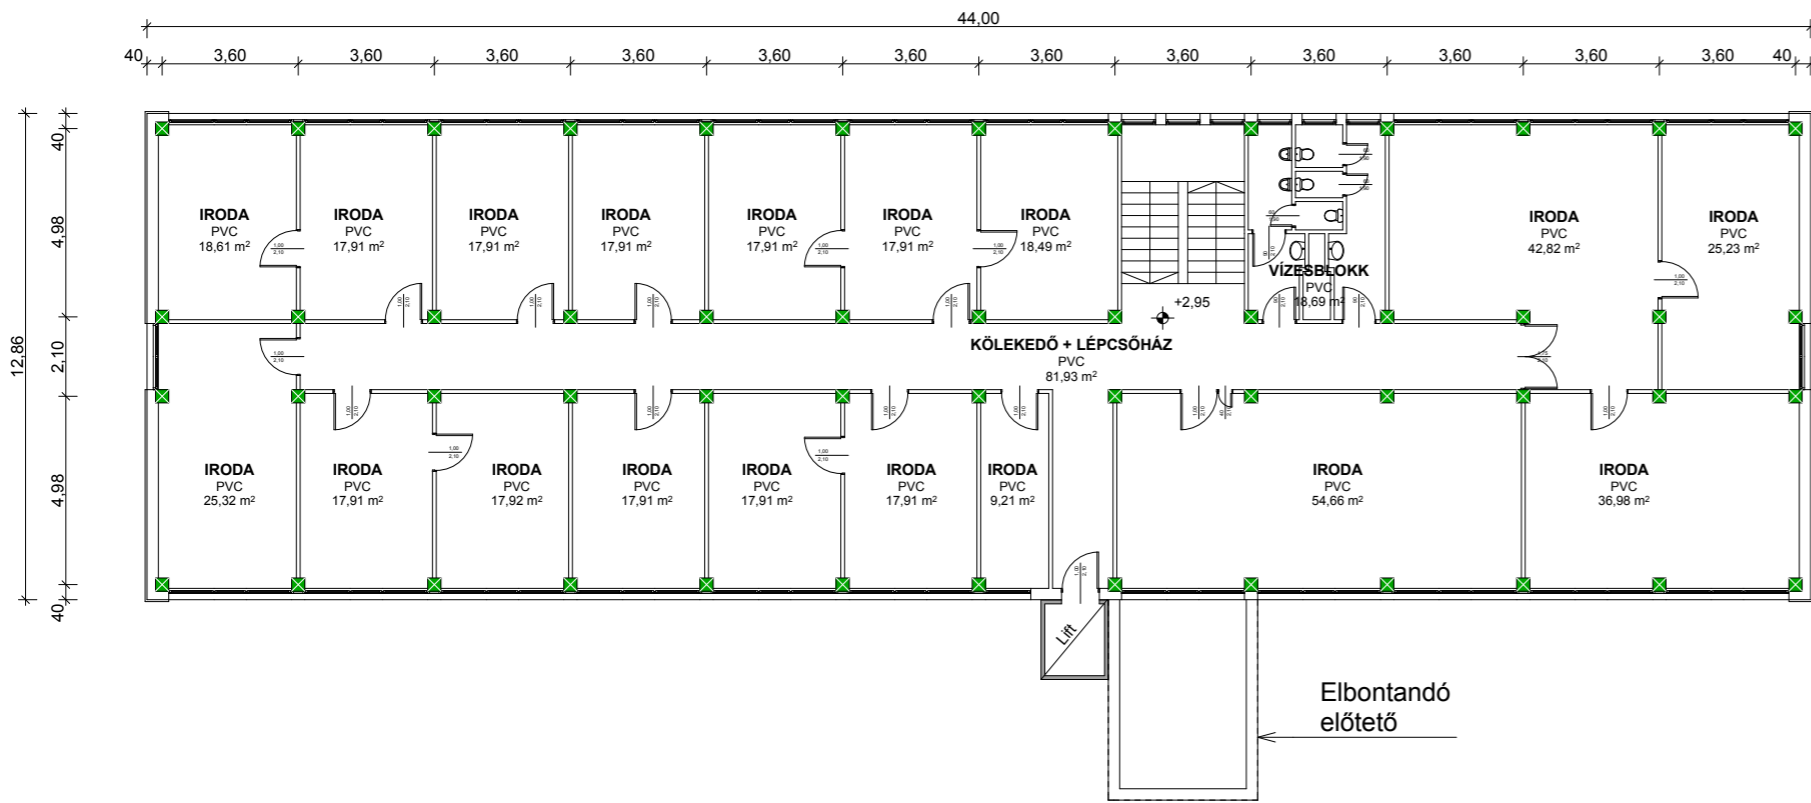 44,00
40 3,60 3,60 3,60 3,60 3,60 3,60 3,60 3,60 3,60 3,60 3,60 3,60 40
12,86
40
4,98
2,10
4,98
40
IRODA
PVC
18,61 m²
IRODA
PVC
17,91 m²
IRODA
PVC
17,91 m²
IRODA
PVC
17,91 m²
IRODA
PVC
17,91 m²
IRODA
PVC
17,91 m²
IRODA
PVC
18,49 m²
VÍZESBLOKK
PVC
18,69 m²
IRODA
PVC
42,82 m²
IRODA
PVC
25,23 m²
+2,95
KÖLEKEDŐ + LÉPCSŐHÁZ
PVC
81,93 m²
IRODA
PVC
25,32 m²
IRODA
PVC
17,91 m²
IRODA
PVC
17,92 m²
IRODA
PVC
17,91 m²
IRODA
PVC
17,91 m²
IRODA
PVC
17,91 m²
IRODA
PVC
9,21 m²
IRODA
PVC
54,66 m²
IRODA
PVC
36,98 m²
Lift
Elbontandó
előtető